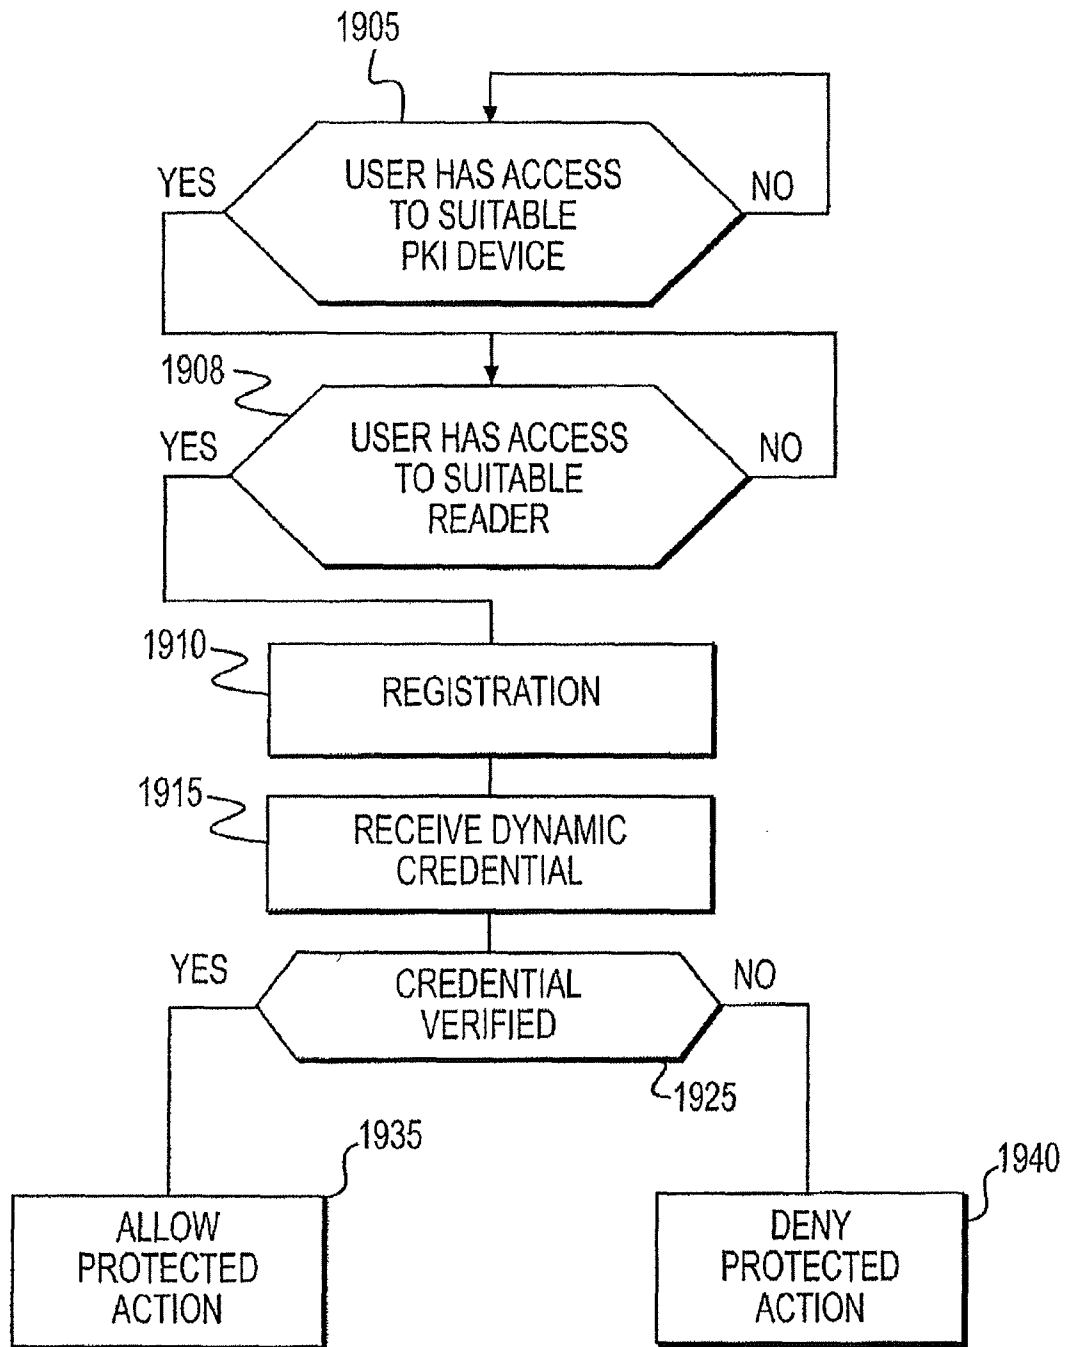 1905
USER HAS ACCESS
TO SUITABLE
PKI DEVICE
YES
NO
1908
USER HAS ACCESS
TO SUITABLE
READER
YES
NO
1910
REGISTRATION
1915
RECEIVE DYNAMIC
CREDENTIAL
YES
CREDENTIAL
VERIFIED
NO
1925
1935
ALLOW
PROTECTED
ACTION
1940
DENY
PROTECTED
ACTION